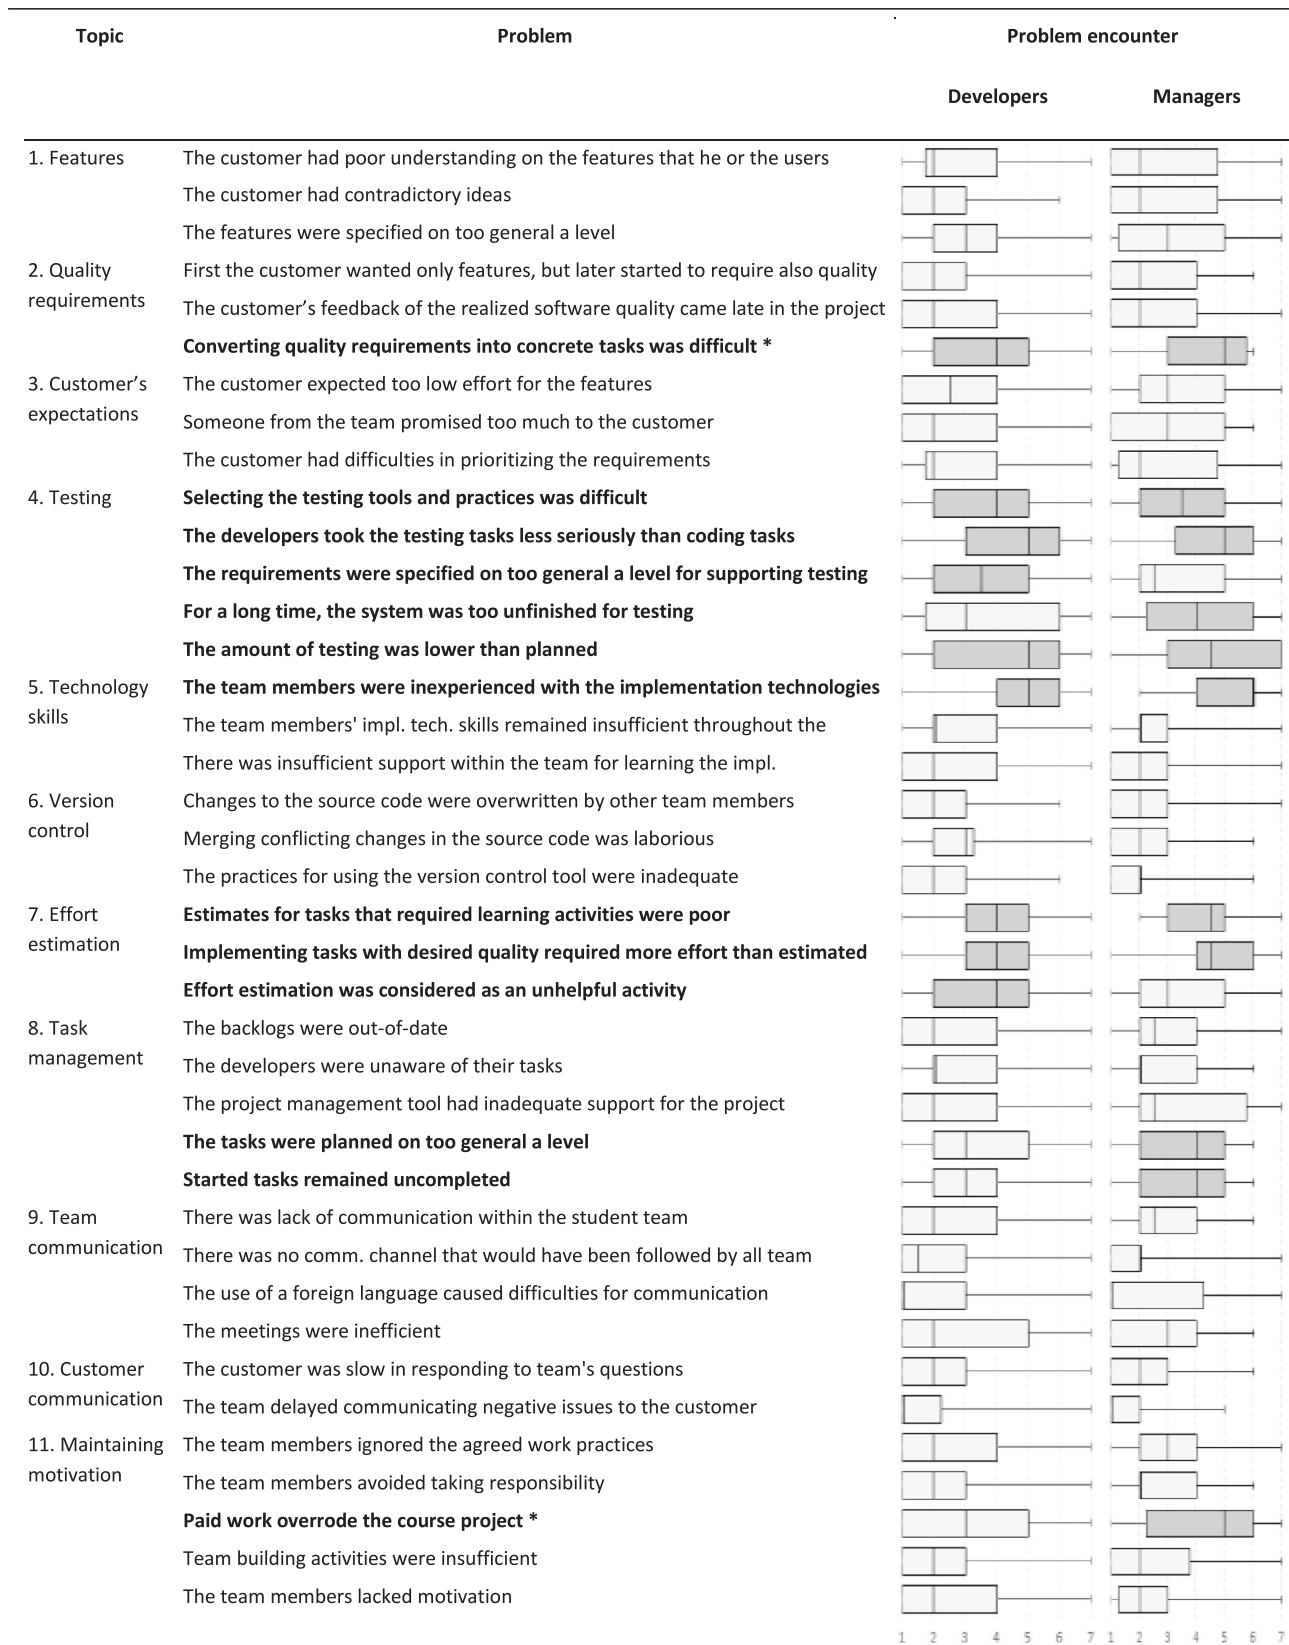 Topic Problem Problem encounter
Developers Managers
1. Features The customer had poor understanding on the features that he or the users
The customer had contradictory ideas
The features were specified on too general a level
2. Quality requirements First the customer wanted only features, but later started to require also quality
The customer's feedback of the realized software quality came late in the project
Converting quality requirements into concrete tasks was difficult *
3. Customer's expectations The customer expected too low effort for the features
Someone from the team promised too much to the customer
The customer had difficulties in prioritizing the requirements
4. Testing Selecting the testing tools and practices was difficult
The developers took the testing tasks less seriously than coding tasks
The requirements were specified on too general a level for supporting testing
For a long time, the system was too unfinished for testing
The amount of testing was lower than planned
5. Technology skills The team members were inexperienced with the implementation technologies
The team members' impl. tech. skills remained insufficient throughout the
There was insufficient support within the team for learning the impl.
6. Version control Changes to the source code were overwritten by other team members
Merging conflicting changes in the source code was laborious
The practices for using the version control tool were inadequate
7. Effort estimation Estimates for tasks that required learning activities were poor
Implementing tasks with desired quality required more effort than estimated
Effort estimation was considered as an unhelpful activity
8. Task management The backlogs were out-of-date
The developers were unaware of their tasks
The project management tool had inadequate support for the project
The tasks were planned on too general a level
Started tasks remained uncompleted
9. Team communication There was lack of communication within the student team
There was no comm. channel that would have been followed by all team
The use of a foreign language caused difficulties for communication
The meetings were inefficient
10. Customer communication The customer was slow in responding to team's questions
The team delayed communicating negative issues to the customer
11. Maintaining motivation The team members ignored the agreed work practices
The team members avoided taking responsibility
Paid work overrode the course project *
Team building activities were insufficient
The team members lacked motivation
1 2 3 4 5 6 7 1 2 3 4 5 6 7